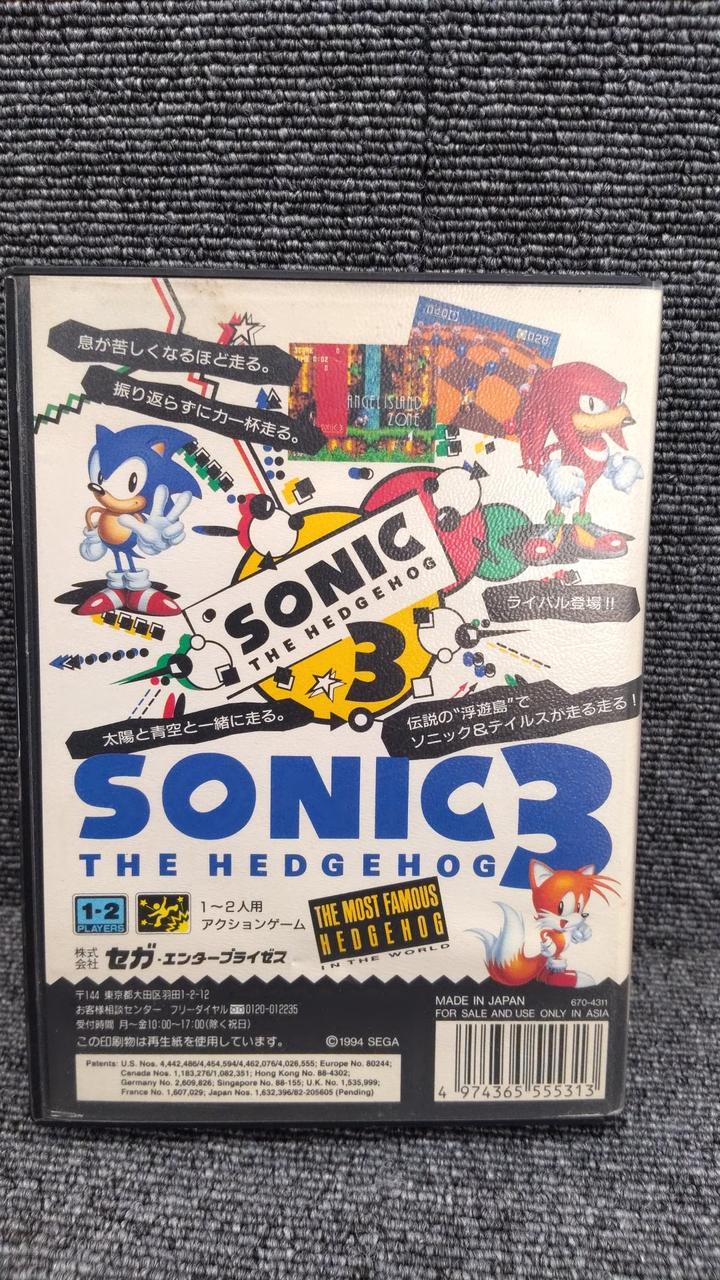 息が苦しくなるほど走る。
振り返らずに力一杯走る。
SCORE 0
TIME 0:02
0
ANGEL ISLAND
ZONE
SONIC 3
028
SONIC
THE HEDGEHOG
3
ライバル登場!!
太陽と青空と一緒に走る。
伝説の“浮遊島”で
ソニック&テイルスが走る走る!
SONIC 3
THE HEDGEHOG
1-2
PLAYERS
1〜2人用
アクションゲーム
THE MOST FAMOUS
HEDGEHOG
IN THE WORLD
株式会社 セガ・エンタープライゼス
〒144 東京都大田区羽田1-2-12
お客様相談センター フリーダイヤル 0120-012235
受付時間 月〜金10:00〜17:00(除く祝日)
この印刷物は再生紙を使用しています。
©1994 SEGA
MADE IN JAPAN 670-4311
FOR SALE AND USE ONLY IN ASIA
Patents: U.S. Nos. 4,442,486/4,454,594/4,462,076/4,026,555; Europe No. 80244;
Canada Nos. 1,183,276/1,082,351; Hong Kong No. 88-4302;
Germany No. 2,609,826; Singapore No. 88-155; U.K. No. 1,535,999;
France No. 1,607,029; Japan Nos. 1,632,396/82-205605 (Pending)
4 974365 555313